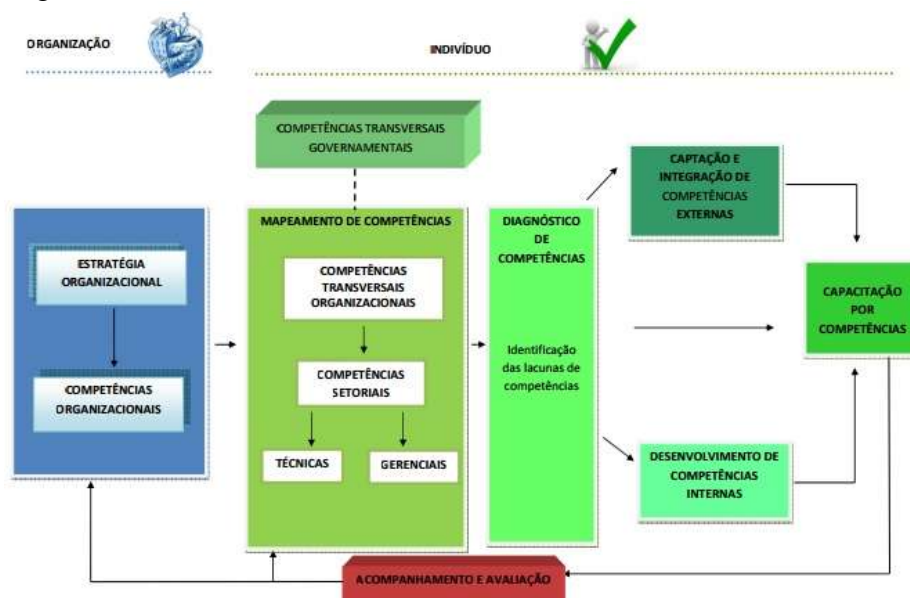 ORGANIZAÇÃO
INDIVÍDUO
COMPETÊNCIAS TRANSVERSAIS
GOVERNAMENTAIS
ESTRATÉGIA
ORGANIZACIONAL
COMPETÊNCIAS
ORGANIZACIONAIS
MAPEAMENTO DE COMPETÊNCIAS
COMPETÊNCIAS
TRANSVERSAIS
ORGANIZACIONAIS
COMPETÊNCIAS
SETORIAIS
TÉCNICAS
GERENCIAIS
DIAGNÓSTICO
DE
COMPETÊNCIAS
Identificação
das lacunas de
competências
CAPTAÇÃO E
INTEGRAÇÃO DE
COMPETÊNCIAS
EXTERNAS
DESENVOLVIMENTO DE
COMPETÊNCIAS
INTERNAS
CAPACITAÇÃO
POR
COMPETÊNCIAS
ACOMPANHAMENTO E AVALIAÇÃO